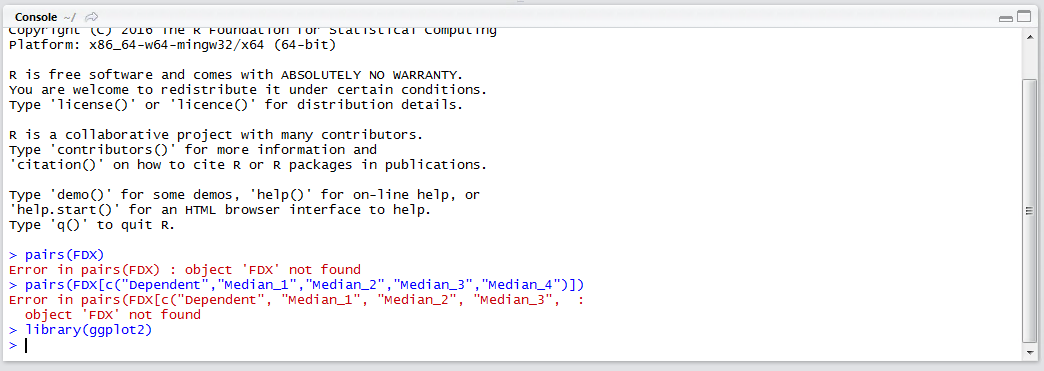 Console ~/
Copyright (C) 2016 The R Foundation for Statistical Computing
Platform: x86_64-w64-mingw32/x64 (64-bit)
R is free software and comes with ABSOLUTELY NO WARRANTY.
You are welcome to redistribute it under certain conditions.
Type 'license()' or 'licence()' for distribution details.
R is a collaborative project with many contributors.
Type 'contributors()' for more information and
'citation()' on how to cite R or R packages in publications.
Type 'demo()' for some demos, 'help()' for on-line help, or
'help.start()' for an HTML browser interface to help.
Type 'q()' to quit R.
> pairs(FDX)
Error in pairs(FDX) : object 'FDX' not found
> pairs(FDX[c("Dependent","Median_1","Median_2","Median_3","Median_4")])
Error in pairs(FDX[c("Dependent", "Median_1", "Median_2", "Median_3",  :
  object 'FDX' not found
> library(ggplot2)
>